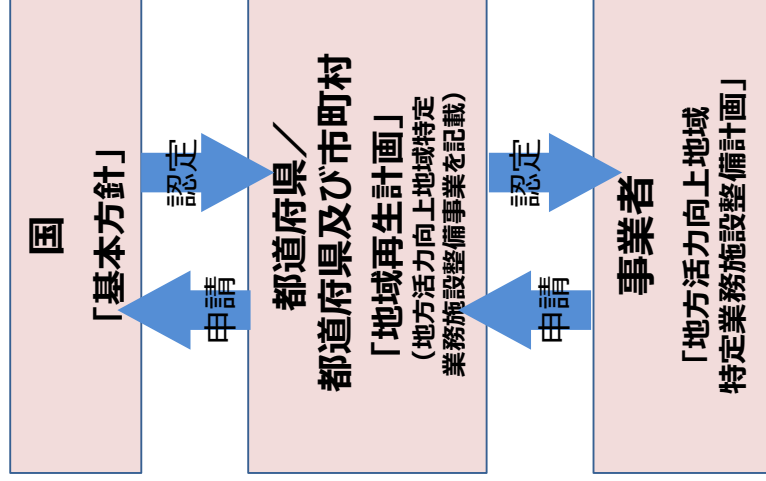 国
「基本方針」
申請
認定
都道府県／
都道府県及び市町村
「地域再生計画」
（地方活力向上地域特定
業務施設整備事業を記載）
申請
認定
事業者
「地方活力向上地域
特定業務施設整備計画」